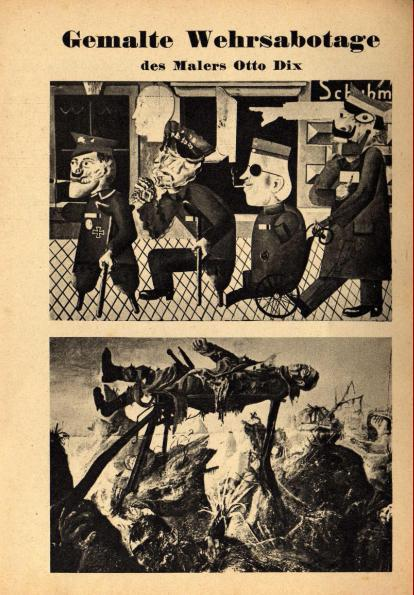 Gemalte Wehrsabotage
des Malers Otto Dix
Schuhm